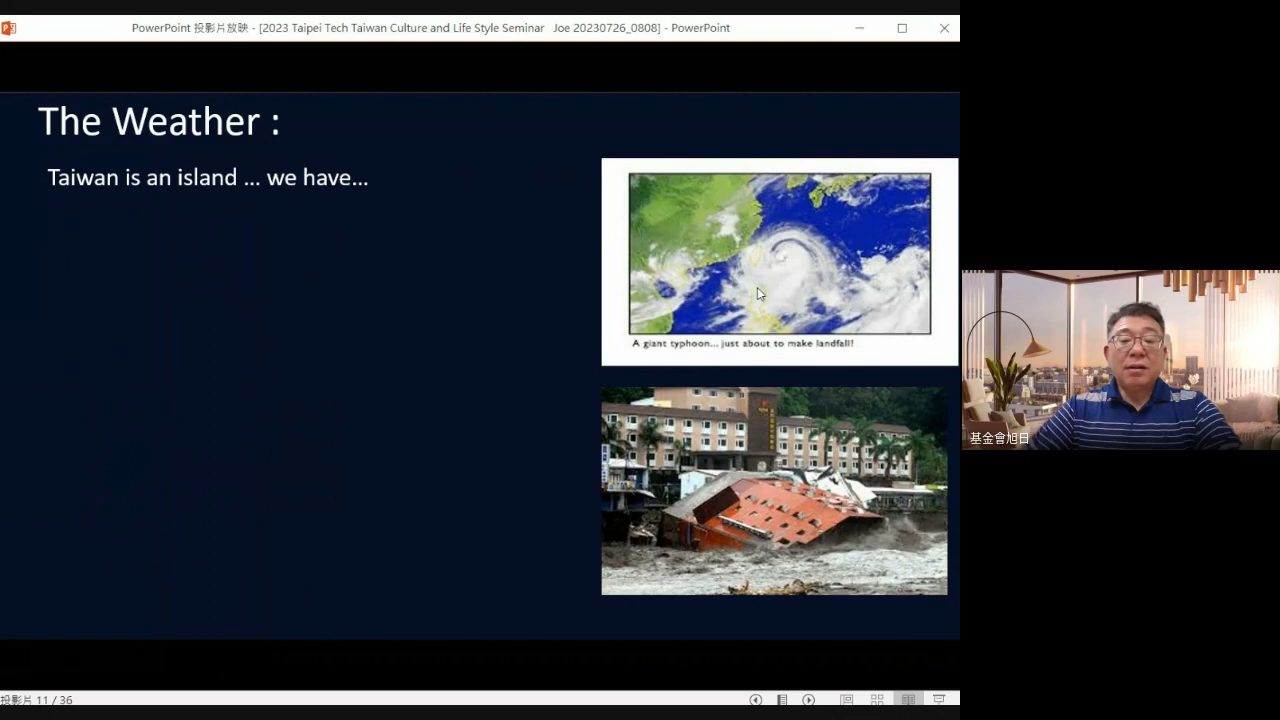 PowerPoint 投影片放映 - [2023 Taipei Tech Taiwan Culture and Life Style Seminar Joe 20230726_0808] - PowerPoint
The Weather :
Taiwan is an island ... we have...
A giant typhoon... just about to make landfall!
基金會旭日
投影片 11 / 36